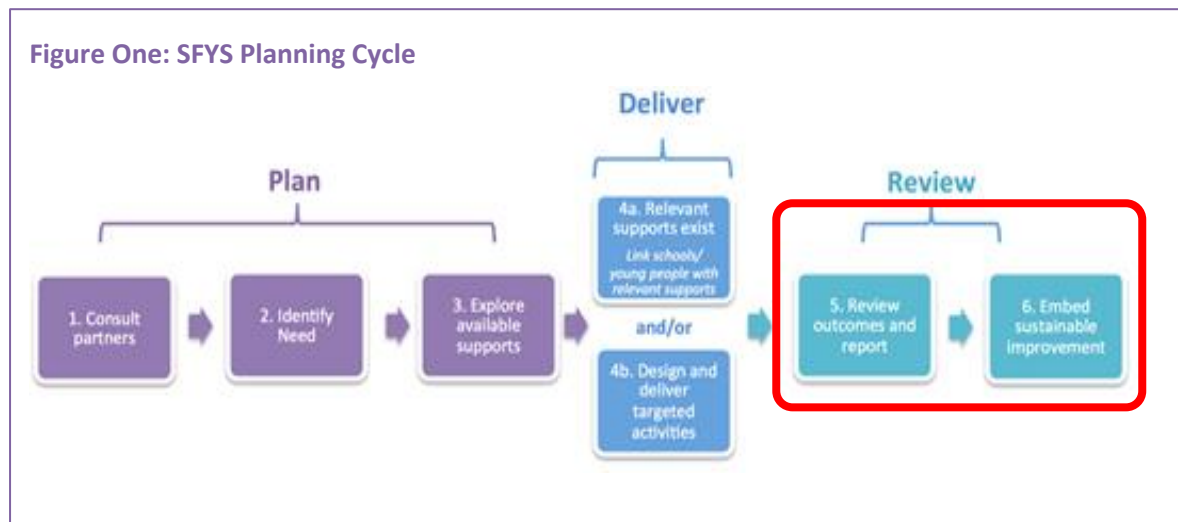 Figure One: SFYS Planning Cycle
Plan
Deliver
Review
1. Consult
partners
2. Identify
Need
3. Explore
available
supports
4a. Relevant
supports exist
Link schools/
young people with
relevant supports
and/or
4b. Design and
deliver
targeted
activities
5. Review
outcomes and
report
6. Embed
sustainable
improvement